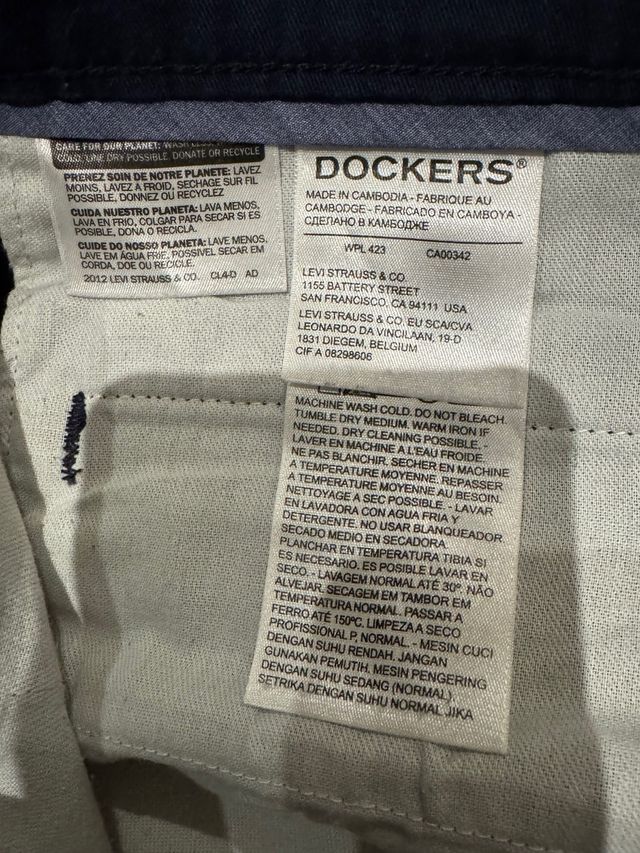 CARE FOR OUR PLANET: WASH LESS,
COLD, LINE DRY POSSIBLE, DONATE OR RECYCLE
PRENEZ SOIN DE NOTRE PLANETE: LAVEZ
MOINS, LAVEZ À FROID, SECHAGE SUR FIL
POSSIBLE, DONNEZ OU RECYCLEZ
CUIDA NUESTRO PLANETA: LAVA MENOS,
LAVA EN FRIO, COLGAR PARA SECAR SI ES
POSIBLE, DONA O RECICLA.
CUIDE DO NOSSO PLANETA: LAVE MENOS,
LAVE EM ÁGUA FRIE, POSSIVEL SECAR EM
CORDA, DOE OU RECICLE.
2012 LEVI STRAUSS & CO. CL4-D AD
DOCKERS®
MADE IN CAMBODIA - FABRIQUE AU
CAMBODGE - FABRICADO EN CAMBOYA
СДЕЛАНО В КАМБОДЖЕ
WPL 423 CA00342
LEVI STRAUSS & CO.
1155 BATTERY STREET
SAN FRANCISCO, CA 94111 USA
LEVI STRAUSS & CO. EU SCA/CVA
LEONARDO DA VINCILAAN, 19-D
1831 DIEGEM, BELGIUM
CIF A 08298606
MACHINE WASH COLD. DO NOT BLEACH
TUMBLE DRY MEDIUM. WARM IRON IF
NEEDED. DRY CLEANING POSSIBLE. -
LAVER EN MACHINE A L'EAU FROIDE.
NE PAS BLANCHIR. SECHER EN MACHINE
A TEMPERATURE MOYENNE. REPASSER
A TEMPERATURE MOYENNE AU BESOIN.
NETTOYAGE A SEC POSSIBLE. - LAVAR
EN LAVADORA CON AGUA FRIA Y
DETERGENTE. NO USAR BLANQUEADOR.
SECADO MEDIO EN SECADORA
PLANCHAR EN TEMPERATURA TIBIA SI
ES NECESARIO. ES POSIBLE LAVAR EN
SECO. - LAVAGEM NORMAL ATÉ 30º. NÃO
ALVEJAR. SECAGEM EM TAMBOR EM
TEMPERATURA NORMAL. PASSAR A
FERRO ATÉ 150ºC. LIMPEZA A SECO
PROFISSIONAL P, NORMAL. - MESIN CUCI
DENGAN SUHU RENDAH. JANGAN
GUNAKAN PEMUTIH. MESIN PENGERING
DENGAN SUHU SEDANG (NORMAL).
SETRIKA DENGAN SUHU NORMAL JIKA